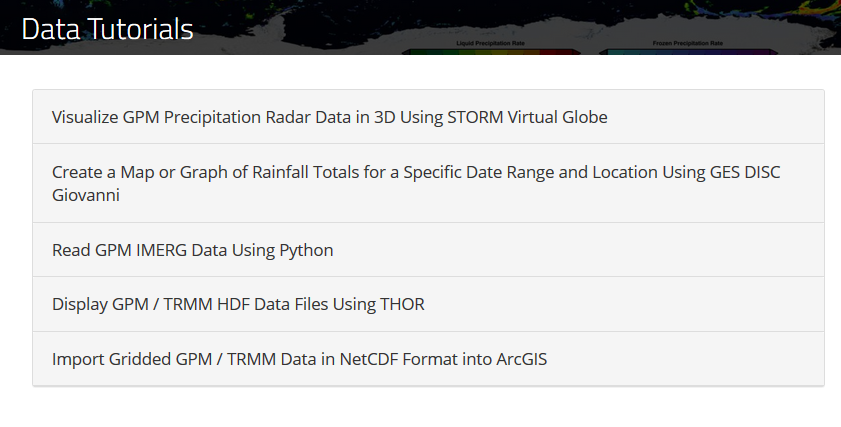 Data Tutorials
Liquid Precipitation Rate
Frozen Precipitation Rate
Visualize GPM Precipitation Radar Data in 3D Using STORM Virtual Globe
Create a Map or Graph of Rainfall Totals for a Specific Date Range and Location Using GES DISC
Giovanni
Read GPM IMERG Data Using Python
Display GPM / TRMM HDF Data Files Using THOR
Import Gridded GPM / TRMM Data in NetCDF Format into ArcGIS